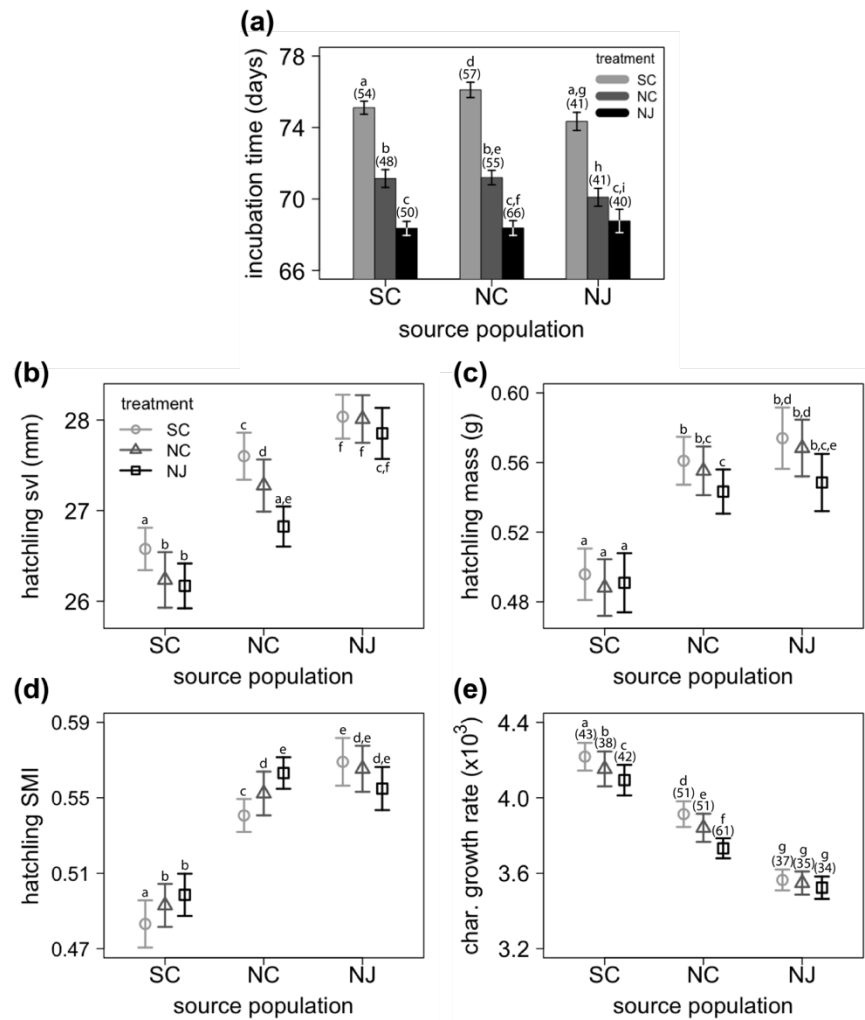 (a)
incubation time (days)
78
74
70
66
treatment
SC
NC
NJ
a
(54)
b
(48)
c
(50)
d
(57)
b,e
(55)
c,f
(66)
a,g
(41)
h
(41)
c,i
(40)
SC NC NJ
source population
(b)
hatchling svl (mm)
28
27
26
treatment
SC
NC
NJ
a b b
c d a,e
f f c,f
SC NC NJ
source population
(c)
hatchling mass (g)
0.60
0.56
0.52
0.48
a a a
b b,c c
b,d b,d b,c,e
SC NC NJ
source population
(d)
hatchling SMI
0.59
0.55
0.51
0.47
a b b
c d e
e d,e d,e
SC NC NJ
source population
(e)
char. growth rate (x10³)
4.4
4.0
3.6
3.2
a
(43)
b
(38)
c
(42)
d
(51)
e
(51)
f
(61)
g
(37)
g
(35)
g
(34)
SC NC NJ
source population